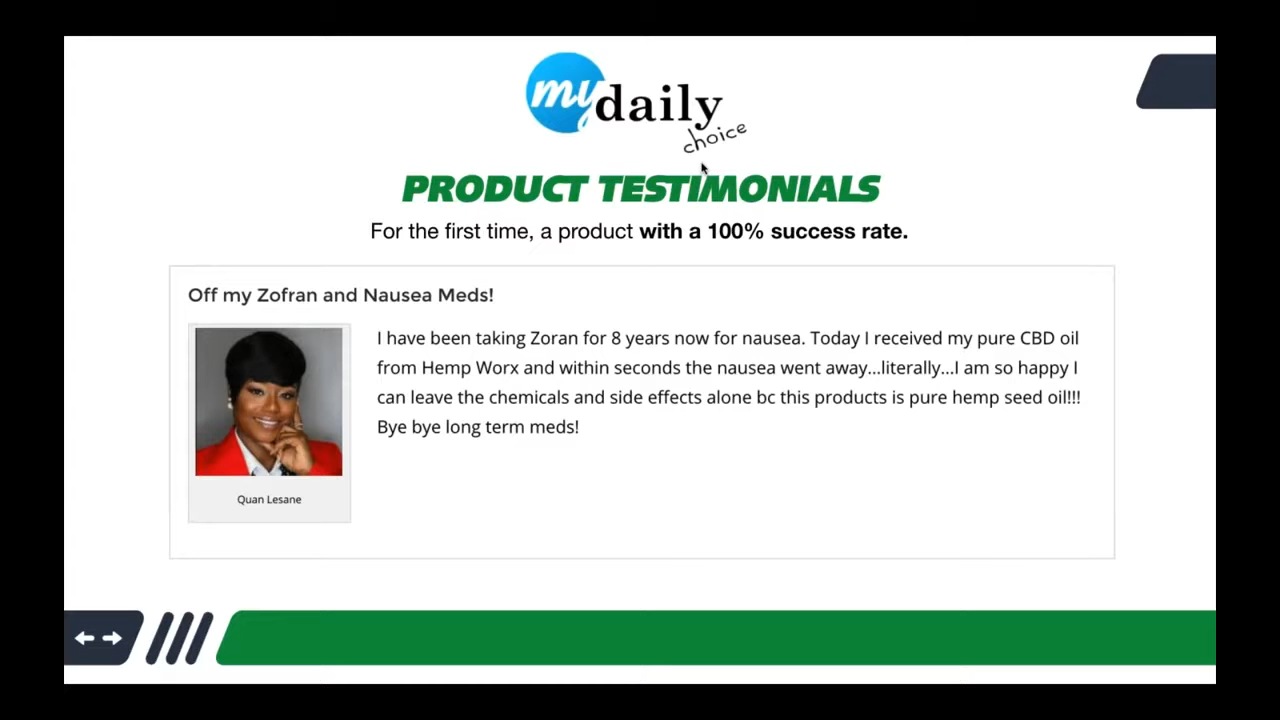 my daily
choice
PRODUCT TESTIMONIALS
For the first time, a product with a 100% success rate.
Off my Zofran and Nausea Meds!
I have been taking Zoran for 8 years now for nausea. Today I received my pure CBD oil
from Hemp Worx and within seconds the nausea went away...literally...I am so happy I
can leave the chemicals and side effects alone bc this products is pure hemp seed oil!!!
Bye bye long term meds!
Quan Lesane